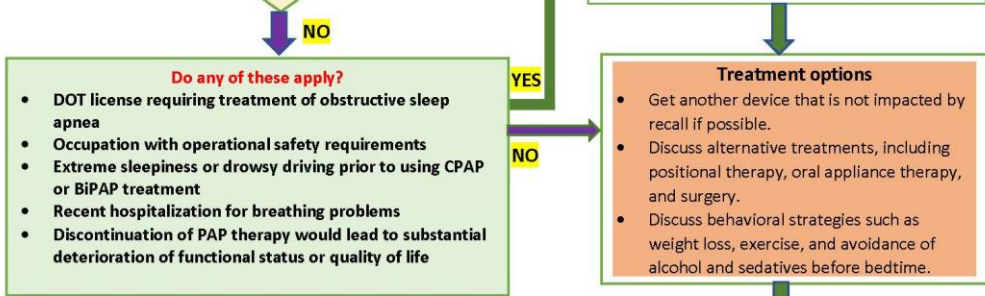 NO
Do any of these apply?
• DOT license requiring treatment of obstructive sleep
apnea
• Occupation with operational safety requirements
• Extreme sleepiness or drowsy driving prior to using CPAP
or BiPAP treatment
• Recent hospitalization for breathing problems
• Discontinuation of PAP therapy would lead to substantial
deterioration of functional status or quality of life
YES
NO
Treatment options
• Get another device that is not impacted by
recall if possible.
• Discuss alternative treatments, including
positional therapy, oral appliance therapy,
and surgery.
• Discuss behavioral strategies such as
weight loss, exercise, and avoidance of
alcohol and sedatives before bedtime.